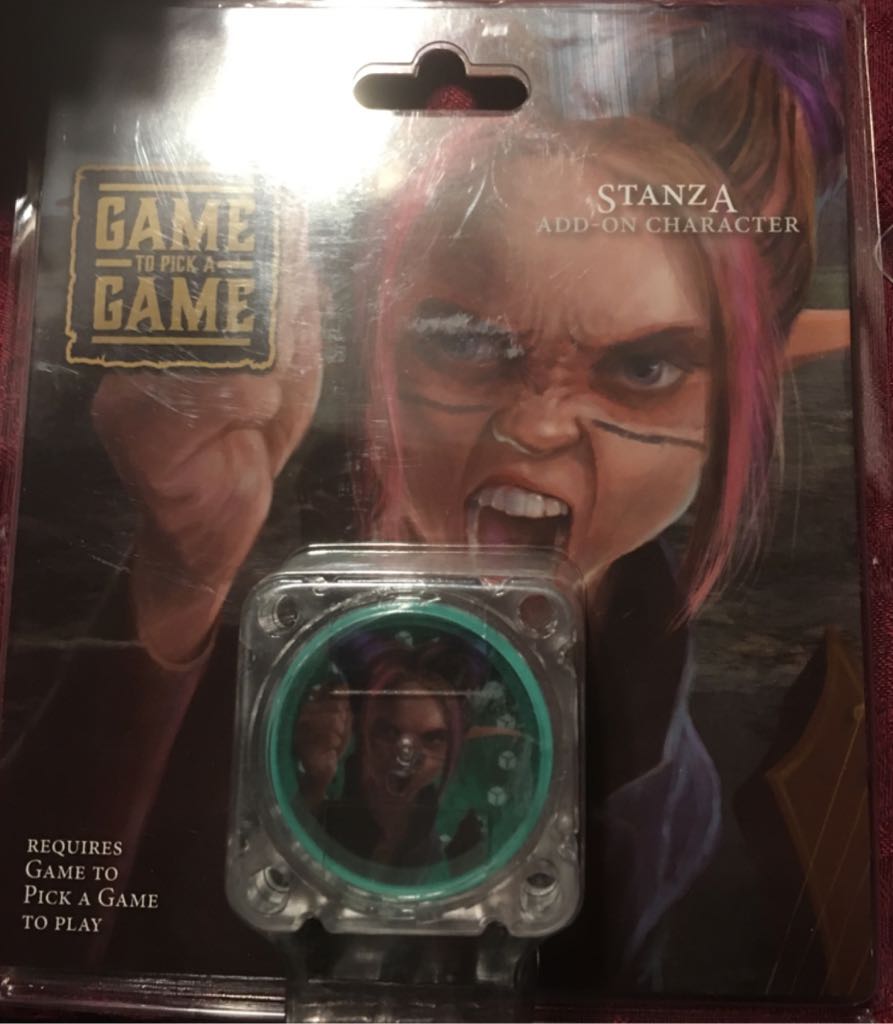 GAME
TO PICK A
GAME
STANZA
ADD-ON CHARACTER
REQUIRES
GAME TO
PICK A GAME
TO PLAY